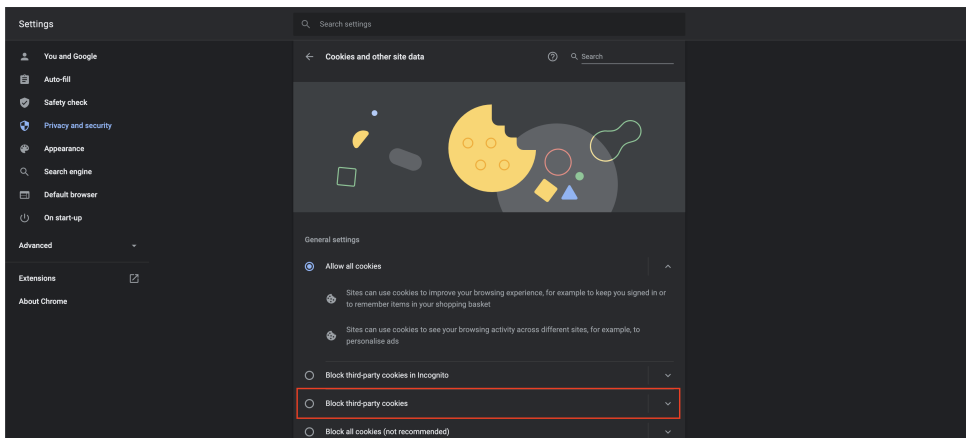 Settings
Search settings
You and Google
Auto-fill
Safety check
Privacy and security
Appearance
Search engine
Default browser
On start-up
Advanced
Extensions
About Chrome
Cookies and other site data
Search
General settings
Allow all cookies
Sites can use cookies to improve your browsing experience, for example to keep you signed in or
to remember items in your shopping basket
Sites can use cookies to see your browsing activity across different sites, for example, to
personalise ads
Block third-party cookies in Incognito
Block third-party cookies
Block all cookies (not recommended)